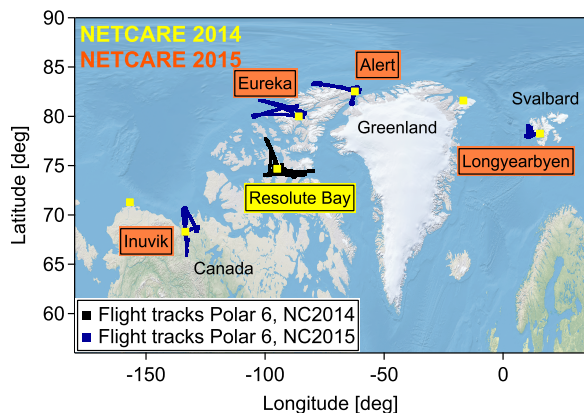 90
85
80
75
70
65
60
Latitude [deg]
NETCARE 2014
NETCARE 2015
Alert
Eureka
Svalbard
Greenland
Longyearbyen
Resolute Bay
Inuvik
Canada
Flight tracks Polar 6, NC2014
Flight tracks Polar 6, NC2015
-150
-100
-50
0
Longitude [deg]